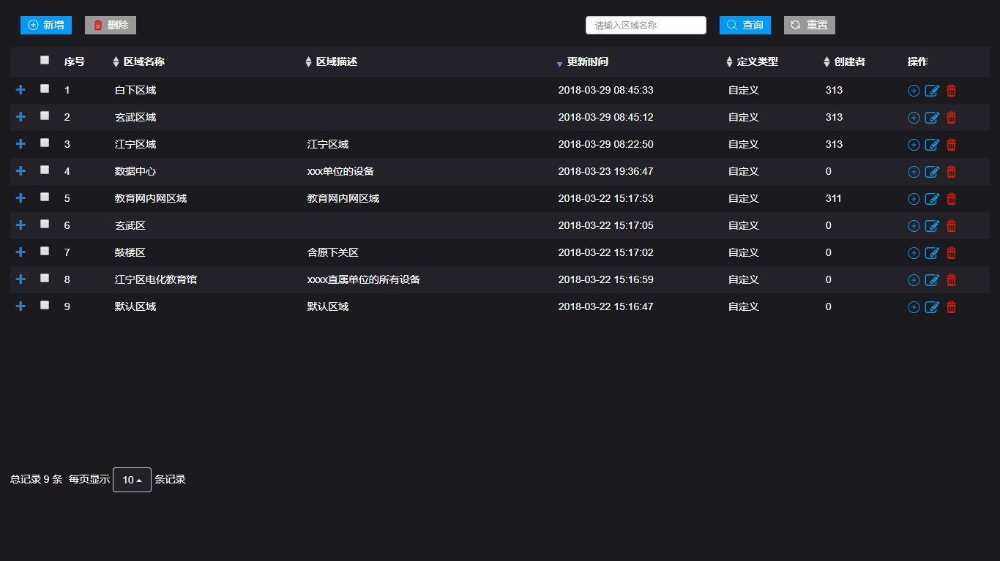 新增 删除 请输入区域名称 查询 重置
序号 区域名称 区域描述 更新时间 定义类型 创建者 操作
1 白下区域 2018-03-29 08:45:33 自定义 313
2 玄武区域 2018-03-29 08:45:12 自定义 313
3 江宁区域 江宁区域 2018-03-29 08:22:50 自定义 313
4 数据中心 xxx单位的设备 2018-03-23 19:36:47 自定义 0
5 教育网内网区域 教育网内网区域 2018-03-22 15:17:53 自定义 311
6 玄武区 2018-03-22 15:17:05 自定义 0
7 鼓楼区 含原下关区 2018-03-22 15:17:02 自定义 0
8 江宁区电化教育馆 xxxx直属单位的所有设备 2018-03-22 15:16:59 自定义 0
9 默认区域 默认区域 2018-03-22 15:16:47 自定义 0
总记录 9 条 每页显示 10 条记录